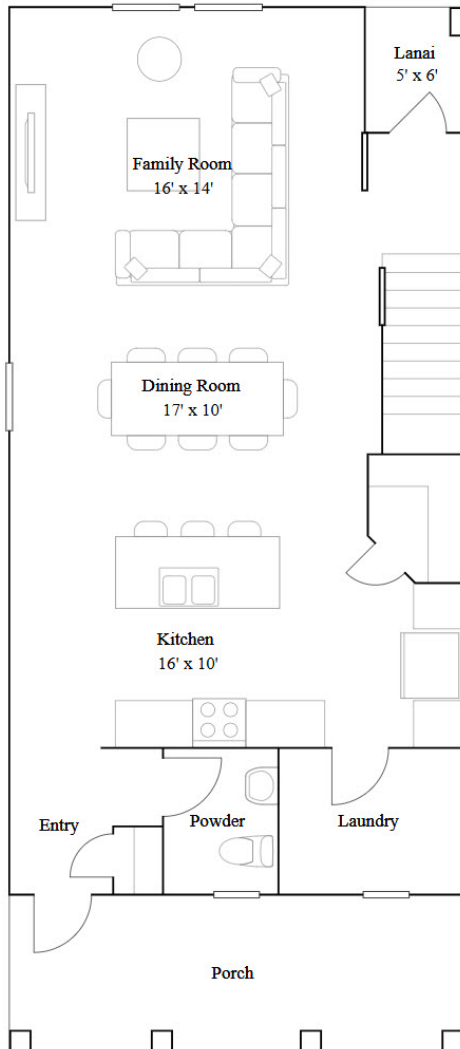 Lanai
5' x 6'
Family Room
16' x 14'
Dining Room
17' x 10'
Kitchen
16' x 10'
Entry
Powder
Laundry
Porch